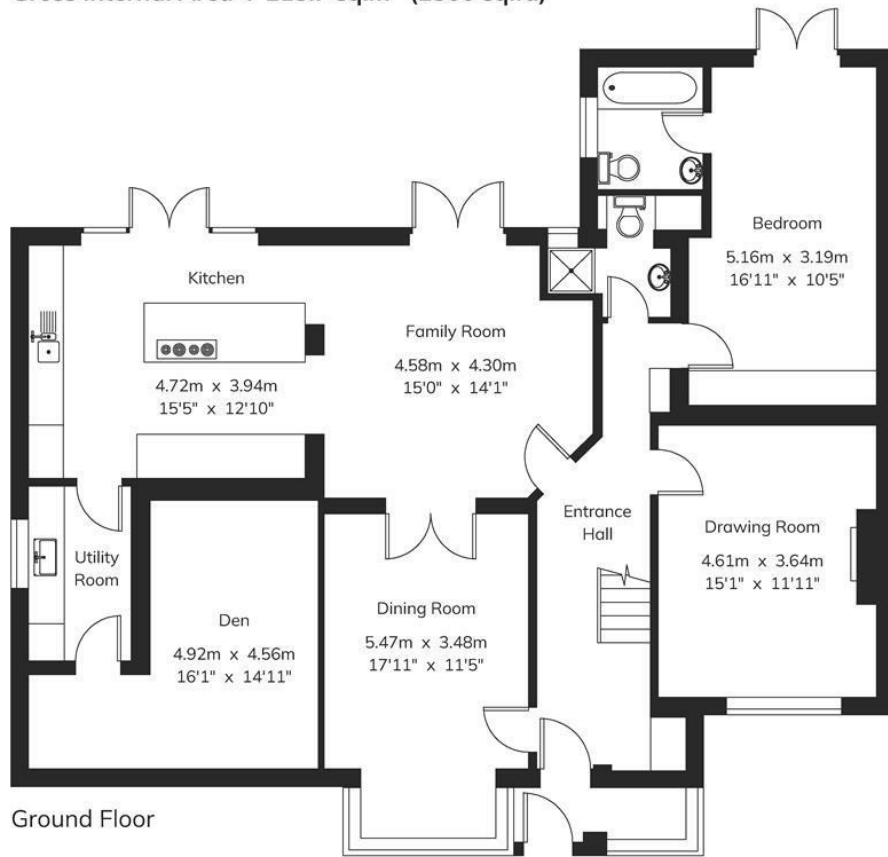 Kitchen
4.72m x 3.94m
15'5" x 12'10"
Family Room
4.58m x 4.30m
15'0" x 14'1"
Bedroom
5.16m x 3.19m
16'11" x 10'5"
Utility
Room
Den
4.92m x 4.56m
16'1" x 14'11"
Dining Room
5.47m x 3.48m
17'11" x 11'5"
Entrance
Hall
Drawing Room
4.61m x 3.64m
15'1" x 11'11"
Ground Floor